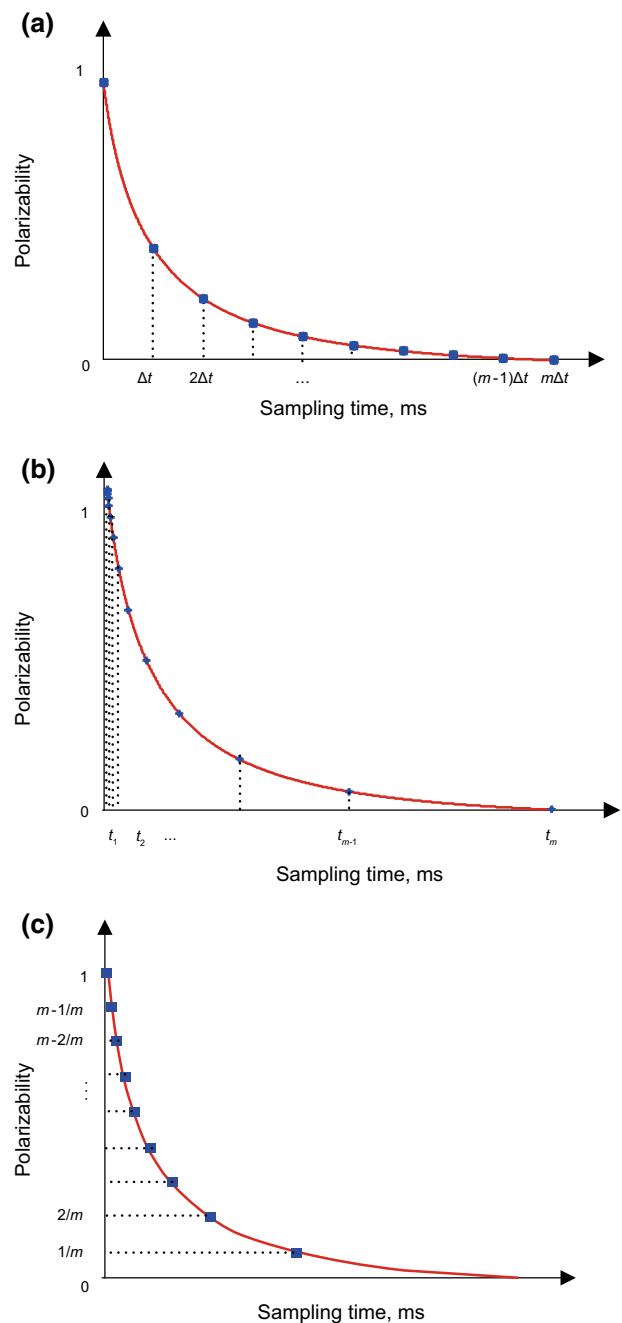 (a)
1
Polarizability
0
Δt 2Δt ... (m-1)Δt mΔt
Sampling time, ms
(b)
1
Polarizability
0
t1 t2 ... tm-1 tm
Sampling time, ms
(c)
1
m-1/m
m-2/m
...
Polarizability
2/m
1/m
0
Sampling time, ms